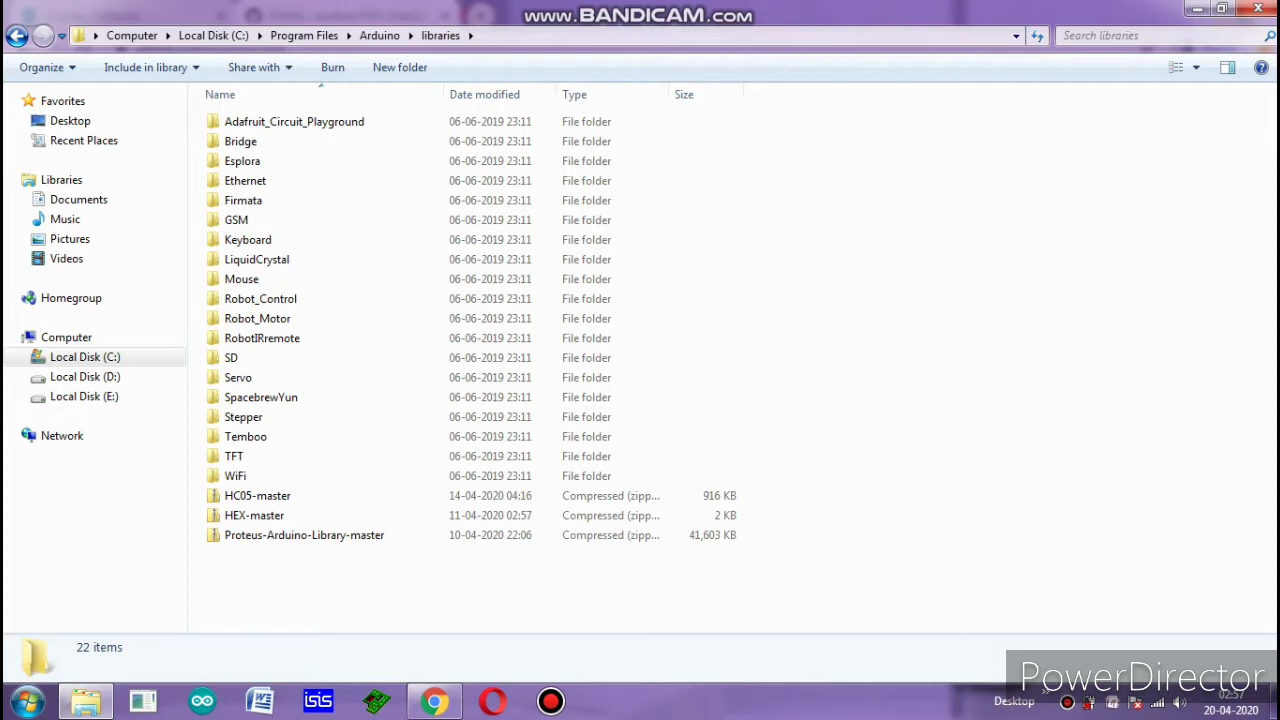 www.BANDICAM.com
Computer Local Disk (C:) Program Files Arduino libraries
Search libraries
Organize Include in library Share with Burn New folder
Name Date modified Type Size
Favorites
Desktop
Recent Places
Libraries
Documents
Music
Pictures
Videos
Homegroup
Computer
Local Disk (C:)
Local Disk (D:)
Local Disk (E:)
Network
Adafruit_Circuit_Playground 06-06-2019 23:11 File folder
Bridge 06-06-2019 23:11 File folder
Esplora 06-06-2019 23:11 File folder
Ethernet 06-06-2019 23:11 File folder
Firmata 06-06-2019 23:11 File folder
GSM 06-06-2019 23:11 File folder
Keyboard 06-06-2019 23:11 File folder
LiquidCrystal 06-06-2019 23:11 File folder
Mouse 06-06-2019 23:11 File folder
Robot_Control 06-06-2019 23:11 File folder
Robot_Motor 06-06-2019 23:11 File folder
RobotIRremote 06-06-2019 23:11 File folder
SD 06-06-2019 23:11 File folder
Servo 06-06-2019 23:11 File folder
SpacebrewYun 06-06-2019 23:11 File folder
Stepper 06-06-2019 23:11 File folder
Temboo 06-06-2019 23:11 File folder
TFT 06-06-2019 23:11 File folder
WiFi 06-06-2019 23:11 File folder
HC05-master 14-04-2020 04:16 Compressed (zipp... 916 KB
HEX-master 11-04-2020 02:57 Compressed (zipp... 2 KB
Proteus-Arduino-Library-master 10-04-2020 22:06 Compressed (zipp... 41,603 KB
22 items
PowerDirector
isis
Desktop
02:57
20-04-2020